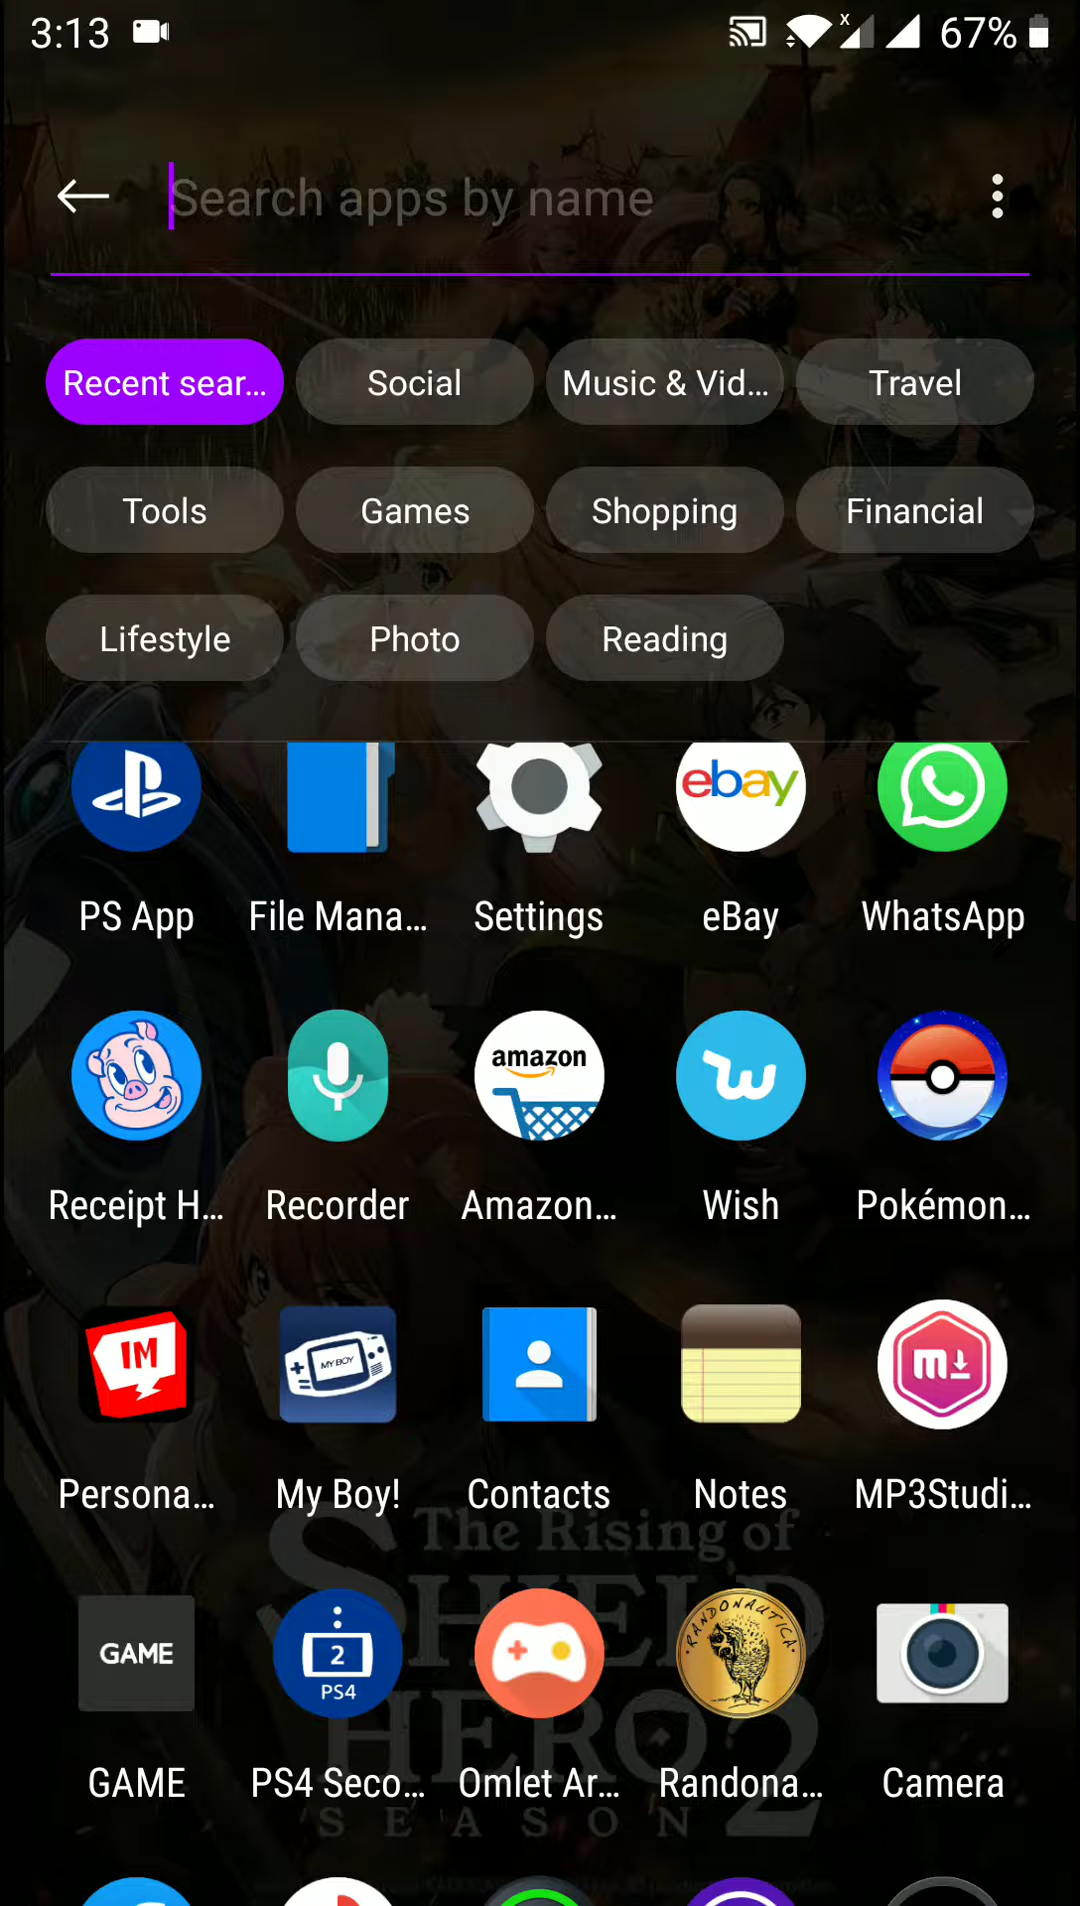 3:13 x 67%
Search apps by name
Recent sear... Social Music & Vid... Travel
Tools Games Shopping Financial
Lifestyle Photo Reading
ebay
PS App File Mana... Settings eBay WhatsApp
amazon
Receipt H... Recorder Amazon... Wish Pokémon...
IM MY BOY m
Persona... My Boy! Contacts Notes MP3Studi...
The Rising of
SHIELD
GAME 2 PS4 RANDONAUTICA
HERO 2
GAME PS4 Seco... Omlet Ar... Randona... Camera
SEASON